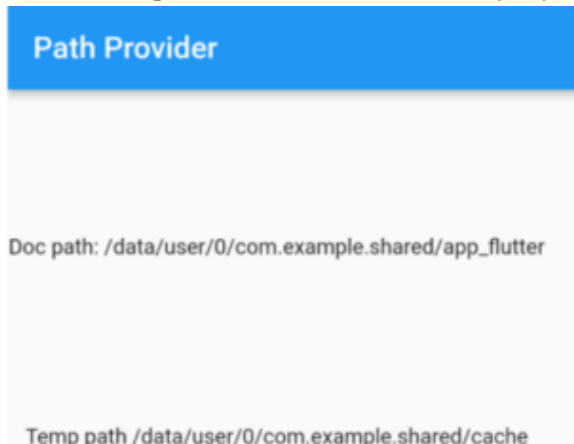 Path Provider
Doc path: /data/user/0/com.example.shared/app_flutter
Temp path /data/user/0/com.example.shared/cache